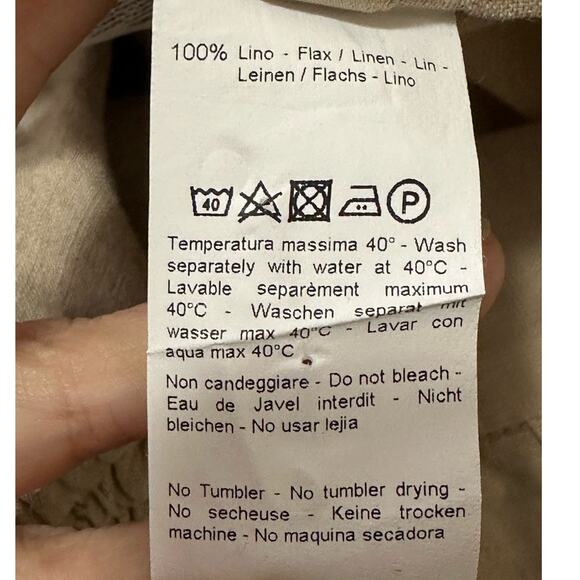 100% Lino - Flax / Linen - Lin -
Leinen / Flachs - Lino
40 P
Temperatura massima 40° - Wash
separately with water at 40°C -
Lavable separèment maximum
40°C - Waschen separat mit
wasser max 40°C - Lavar con
aqua max 40°C
Non candeggiare - Do not bleach -
Eau de Javel interdit - Nicht
bleichen - No usar lejia
No Tumbler - No tumbler drying -
No secheuse - Keine trocken
machine - No maquina secadora